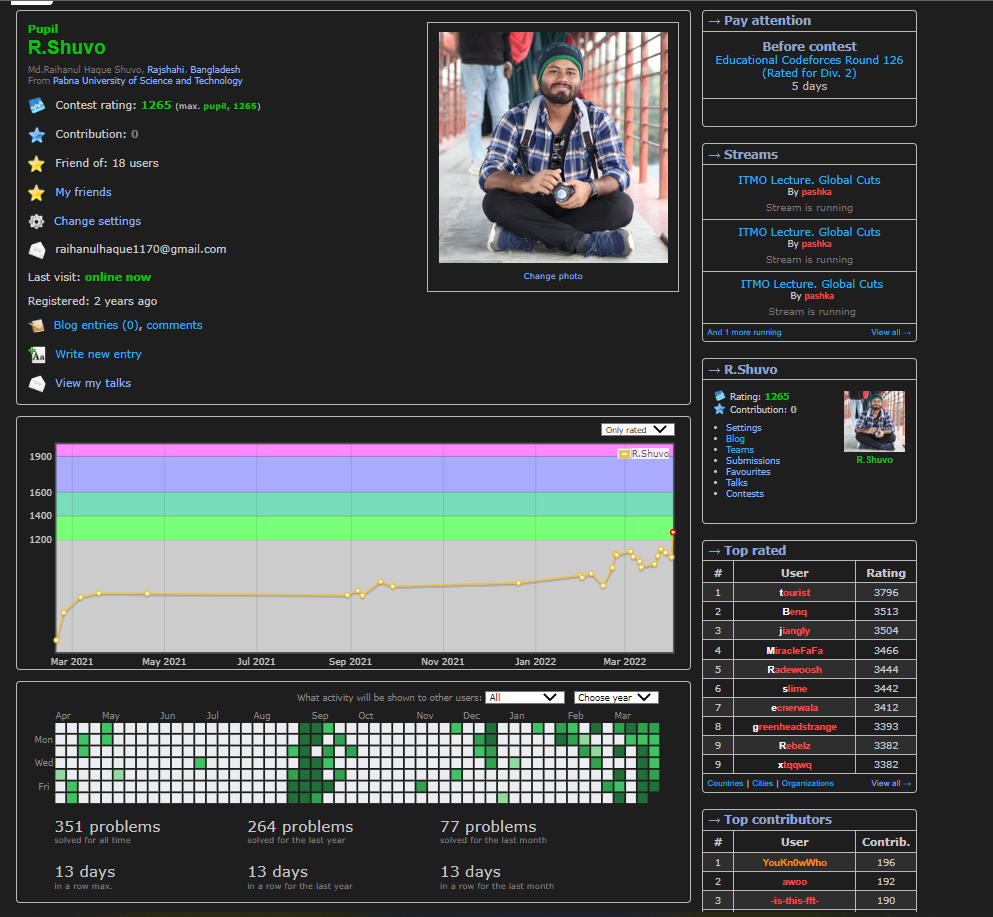 Pupil
R.Shuvo
Md.Raihanul Haque Shuvo, Rajshahi, Bangladesh
From Pabna University of Science and Technology
Contest rating: 1265 (max. pupil, 1265)
Contribution: 0
Friend of: 18 users
My friends
Change settings
raihanulhaque1170@gmail.com
Last visit: online now
Registered: 2 years ago
Blog entries (0), comments
Write new entry
View my talks
Change photo
Only rated
R.Shuvo
1900
1600
1400
1200
Mar 2021 May 2021 Jul 2021 Sep 2021 Nov 2021 Jan 2022 Mar 2022
What activity will be shown to other users: All Choose year
Apr May Jun Jul Aug Sep Oct Nov Dec Jan Feb Mar
Mon
Wed
Fri
351 problems
solved for all time
264 problems
solved for the last year
77 problems
solved for the last month
13 days
in a row max.
13 days
in a row for the last year
13 days
in a row for the last month
→ Pay attention
Before contest
Educational Codeforces Round 126
(Rated for Div. 2)
5 days
→ Streams
ITMO Lecture. Global Cuts
By pashka
Stream is running
ITMO Lecture. Global Cuts
By pashka
Stream is running
ITMO Lecture. Global Cuts
By pashka
Stream is running
And 1 more running View all →
→ R.Shuvo
Rating: 1265
Contribution: 0
Settings
Blog
Teams
Submissions
Favourites
Talks
Contests
R.Shuvo
→ Top rated
# User Rating
1 tourist 3796
2 Benq 3513
3 jiangly 3504
4 MiracleFaFa 3466
5 Radewoosh 3444
6 slime 3442
7 ecnerwala 3412
8 greenheadstrange 3393
9 Rebelz 3382
9 xtqqwq 3382
Countries | Cities | Organizations View all →
→ Top contributors
# User Contrib.
1 YouKn0wWho 196
2 awoo 192
3 -is-this-fft- 190